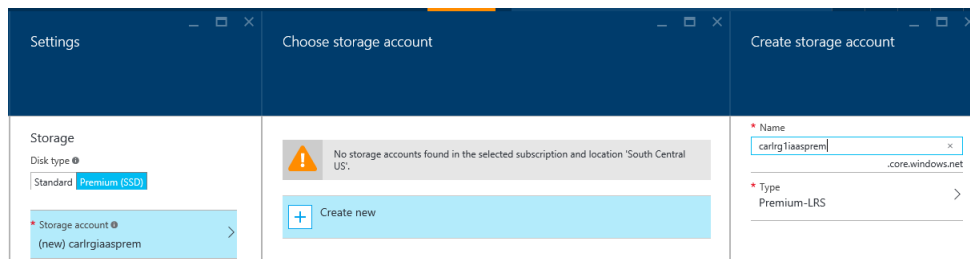 Settings
Storage
Disk type
Standard Premium (SSD)
* Storage account
(new) carlrgiaasprem
Choose storage account
No storage accounts found in the selected subscription and location 'South Central
US'.
Create new
Create storage account
* Name
carlrg1iaasprem
.core.windows.net
* Type
Premium-LRS